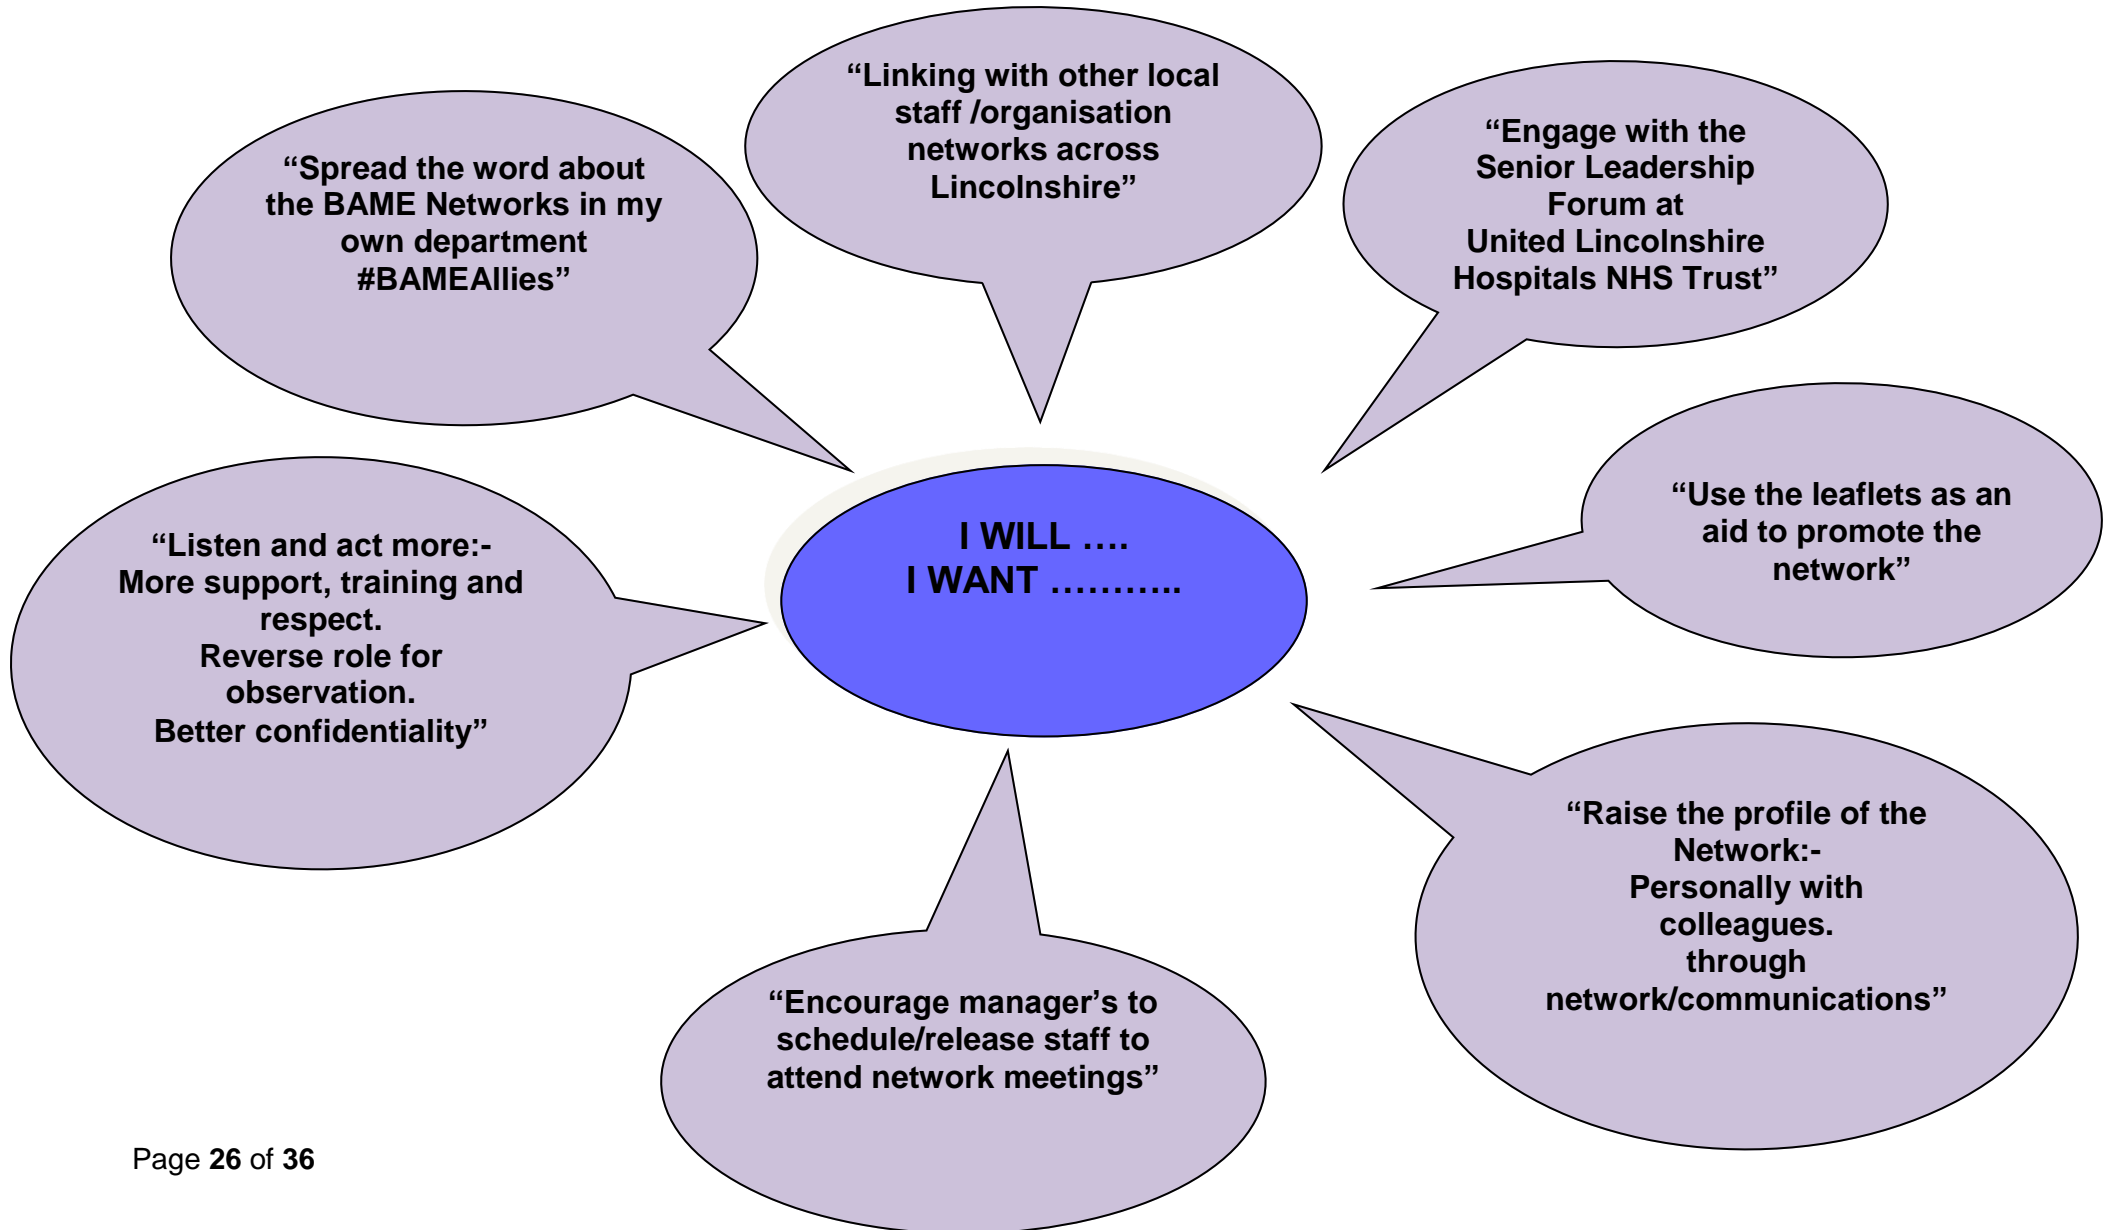 “Linking with other local
staff /organisation
networks across
Lincolnshire”
“Spread the word about
the BAME Networks in my
own department
#BAMEAllies”
“Engage with the
Senior Leadership
Forum at
United Lincolnshire
Hospitals NHS Trust”
“Use the leaflets as an
aid to promote the
network”
I WILL ….
I WANT ………..
“Listen and act more:-
More support, training and
respect.
Reverse role for
observation.
Better confidentiality”
“Raise the profile of the
Network:-
Personally with
colleagues.
through
network/communications”
“Encourage manager’s to
schedule/release staff to
attend network meetings”
Page 26 of 36